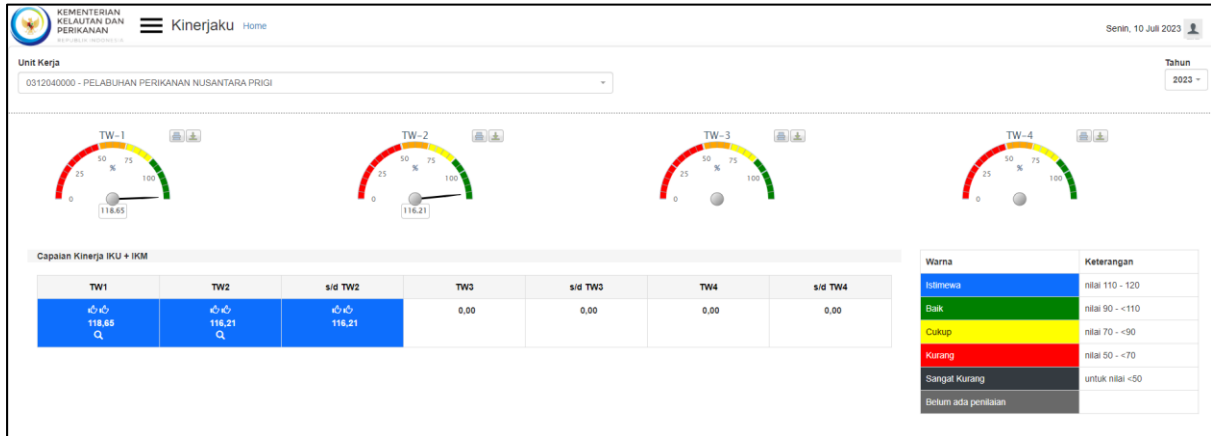 KEMENTERIAN
KELAUTAN DAN
PERIKANAN
REPUBLIK INDONESIA
Kinerjaku Home
Senin, 10 Juli 2023
Unit Kerja
Tahun
0312040000 - PELABUHAN PERIKANAN NUSANTARA PRIGI
2023
TW-1
0 25 50 75 100
%
118.65
TW-2
0 25 50 75 100
%
116.21
TW-3
0 25 50 75 100
%
TW-4
0 25 50 75 100
%
Capaian Kinerja IKU + IKM
TW1 TW2 s/d TW2 TW3 s/d TW3 TW4 s/d TW4
118,65 116,21 116,21 0,00 0,00 0,00 0,00
Warna Keterangan
Istimewa nilai 110 - 120
Baik nilai 90 - <110
Cukup nilai 70 - <90
Kurang nilai 50 - <70
Sangat Kurang untuk nilai <50
Belum ada penilaian